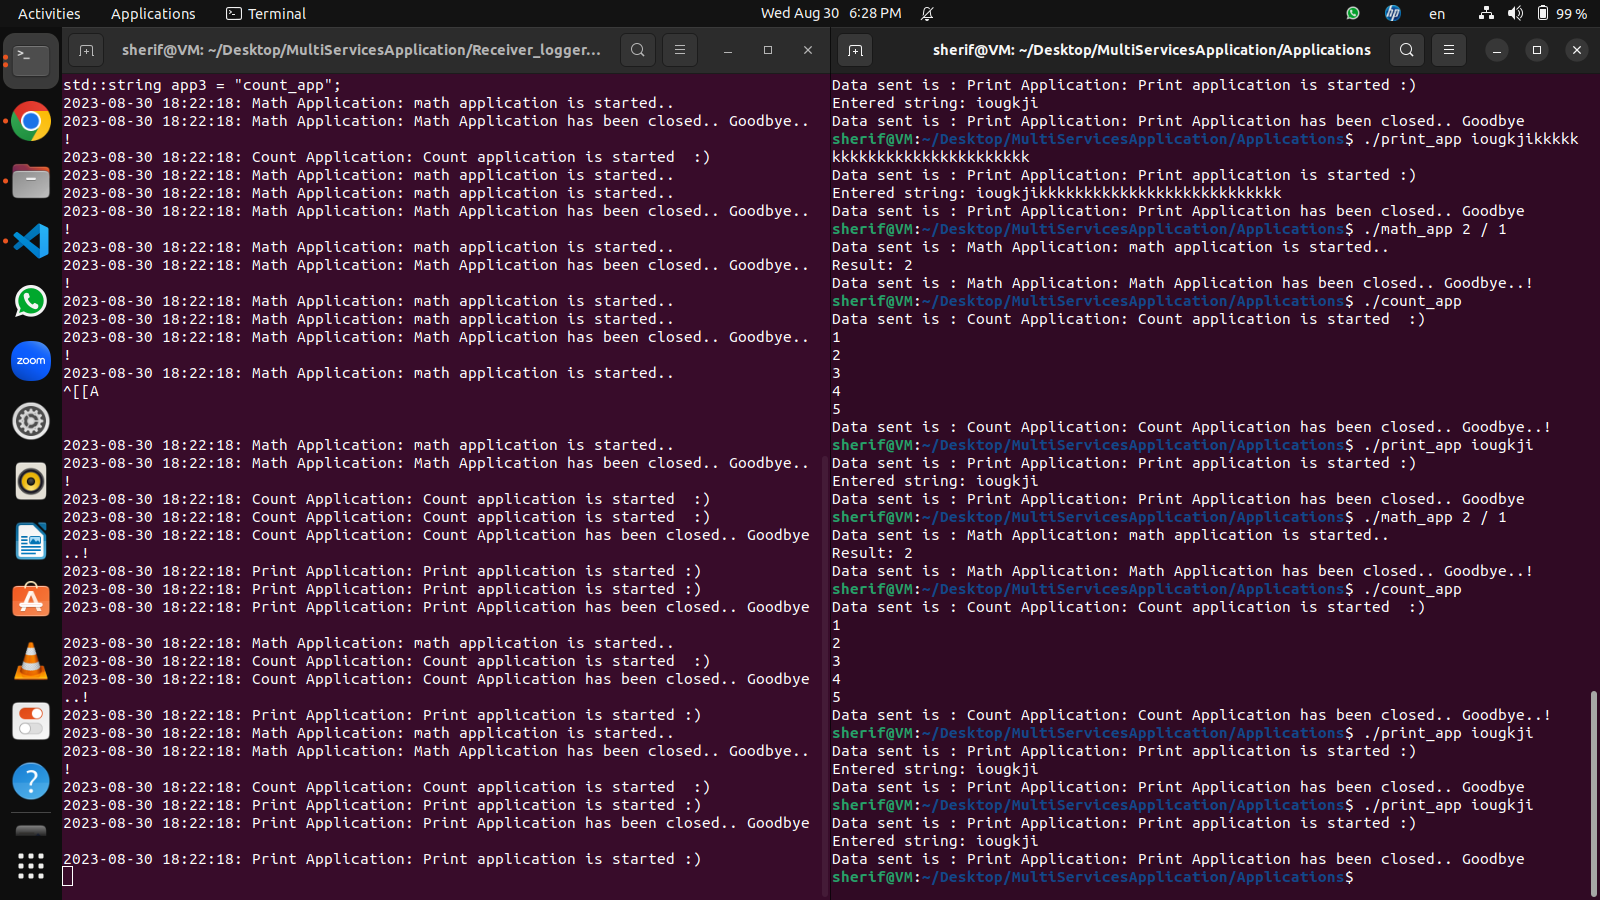 Activities Applications Terminal Wed Aug 30 6:28 PM en 99 %
sherif@VM: ~/Desktop/MultiServicesApplication/Receiver_logger...
std::string app3 = "count_app";
2023-08-30 18:22:18: Math Application: math application is started..
2023-08-30 18:22:18: Math Application: Math Application has been closed.. Goodbye..
!
2023-08-30 18:22:18: Count Application: Count application is started  :)
2023-08-30 18:22:18: Math Application: math application is started..
2023-08-30 18:22:18: Math Application: math application is started..
2023-08-30 18:22:18: Math Application: Math Application has been closed.. Goodbye..
!
2023-08-30 18:22:18: Math Application: math application is started..
2023-08-30 18:22:18: Math Application: Math Application has been closed.. Goodbye..
!
2023-08-30 18:22:18: Math Application: math application is started..
2023-08-30 18:22:18: Math Application: math application is started..
2023-08-30 18:22:18: Math Application: Math Application has been closed.. Goodbye..
!
2023-08-30 18:22:18: Math Application: math application is started..
^[[A
2023-08-30 18:22:18: Math Application: math application is started..
2023-08-30 18:22:18: Math Application: Math Application has been closed.. Goodbye..
!
2023-08-30 18:22:18: Count Application: Count application is started  :)
2023-08-30 18:22:18: Count Application: Count application is started  :)
2023-08-30 18:22:18: Count Application: Count Application has been closed.. Goodbye
..!
2023-08-30 18:22:18: Print Application: Print application is started :)
2023-08-30 18:22:18: Print Application: Print application is started :)
2023-08-30 18:22:18: Print Application: Print Application has been closed.. Goodbye
2023-08-30 18:22:18: Math Application: math application is started..
2023-08-30 18:22:18: Count Application: Count application is started  :)
2023-08-30 18:22:18: Count Application: Count Application has been closed.. Goodbye
..!
2023-08-30 18:22:18: Print Application: Print application is started :)
2023-08-30 18:22:18: Math Application: math application is started..
2023-08-30 18:22:18: Math Application: Math Application has been closed.. Goodbye..
!
2023-08-30 18:22:18: Count Application: Count application is started  :)
2023-08-30 18:22:18: Print Application: Print application is started :)
2023-08-30 18:22:18: Print Application: Print Application has been closed.. Goodbye
2023-08-30 18:22:18: Print Application: Print application is started :)
sherif@VM: ~/Desktop/MultiServicesApplication/Applications
Data sent is : Print Application: Print application is started :)
Entered string: iougkji
Data sent is : Print Application: Print Application has been closed.. Goodbye
sherif@VM:~/Desktop/MultiServicesApplication/Applications$ ./print_app iougkjikkkkk
kkkkkkkkkkkkkkkkkkkkkk
Data sent is : Print Application: Print application is started :)
Entered string: iougkjikkkkkkkkkkkkkkkkkkkkkkkkkkk
Data sent is : Print Application: Print Application has been closed.. Goodbye
sherif@VM:~/Desktop/MultiServicesApplication/Applications$ ./math_app 2 / 1
Data sent is : Math Application: math application is started..
Result: 2
Data sent is : Math Application: Math Application has been closed.. Goodbye..!
sherif@VM:~/Desktop/MultiServicesApplication/Applications$ ./count_app
Data sent is : Count Application: Count application is started  :)
1
2
3
4
5
Data sent is : Count Application: Count Application has been closed.. Goodbye..!
sherif@VM:~/Desktop/MultiServicesApplication/Applications$ ./print_app iougkji
Data sent is : Print Application: Print application is started :)
Entered string: iougkji
Data sent is : Print Application: Print Application has been closed.. Goodbye
sherif@VM:~/Desktop/MultiServicesApplication/Applications$ ./math_app 2 / 1
Data sent is : Math Application: math application is started..
Result: 2
Data sent is : Math Application: Math Application has been closed.. Goodbye..!
sherif@VM:~/Desktop/MultiServicesApplication/Applications$ ./count_app
Data sent is : Count Application: Count application is started  :)
1
2
3
4
5
Data sent is : Count Application: Count Application has been closed.. Goodbye..!
sherif@VM:~/Desktop/MultiServicesApplication/Applications$ ./print_app iougkji
Data sent is : Print Application: Print application is started :)
Entered string: iougkji
Data sent is : Print Application: Print Application has been closed.. Goodbye
sherif@VM:~/Desktop/MultiServicesApplication/Applications$ ./print_app iougkji
Data sent is : Print Application: Print application is started :)
Entered string: iougkji
Data sent is : Print Application: Print Application has been closed.. Goodbye
sherif@VM:~/Desktop/MultiServicesApplication/Applications$
zoom